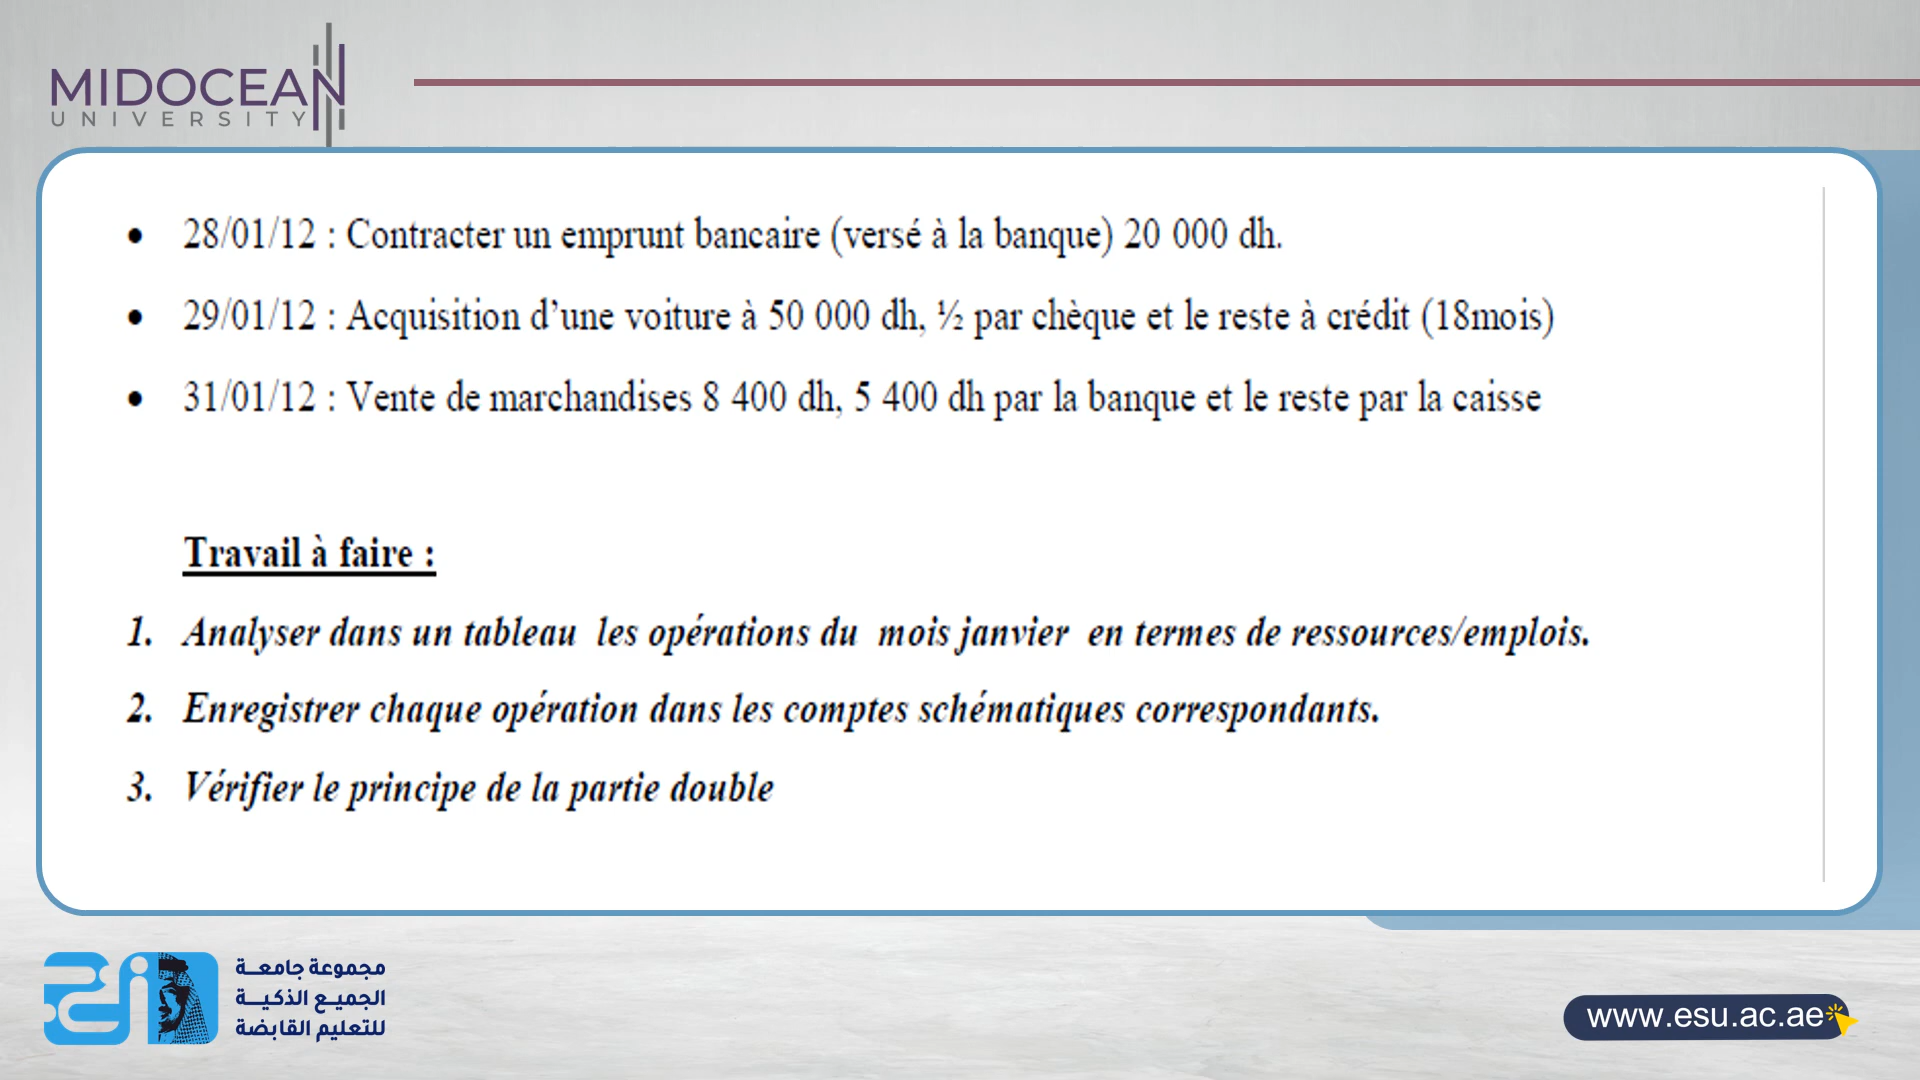 MIDOCEAN
UNIVERSITY
• 28/01/12 : Contracter un emprunt bancaire (versé à la banque) 20 000 dh.
• 29/01/12 : Acquisition d’une voiture à 50 000 dh, ½ par chèque et le reste à crédit (18mois)
• 31/01/12 : Vente de marchandises 8 400 dh, 5 400 dh par la banque et le reste par la caisse
Travail à faire :
1. Analyser dans un tableau les opérations du mois janvier en termes de ressources/emplois.
2. Enregistrer chaque opération dans les comptes schématiques correspondants.
3. Vérifier le principe de la partie double
مجموعة جامعة
الجميع الذكية
للتعليم القابضة
www.esu.ac.ae